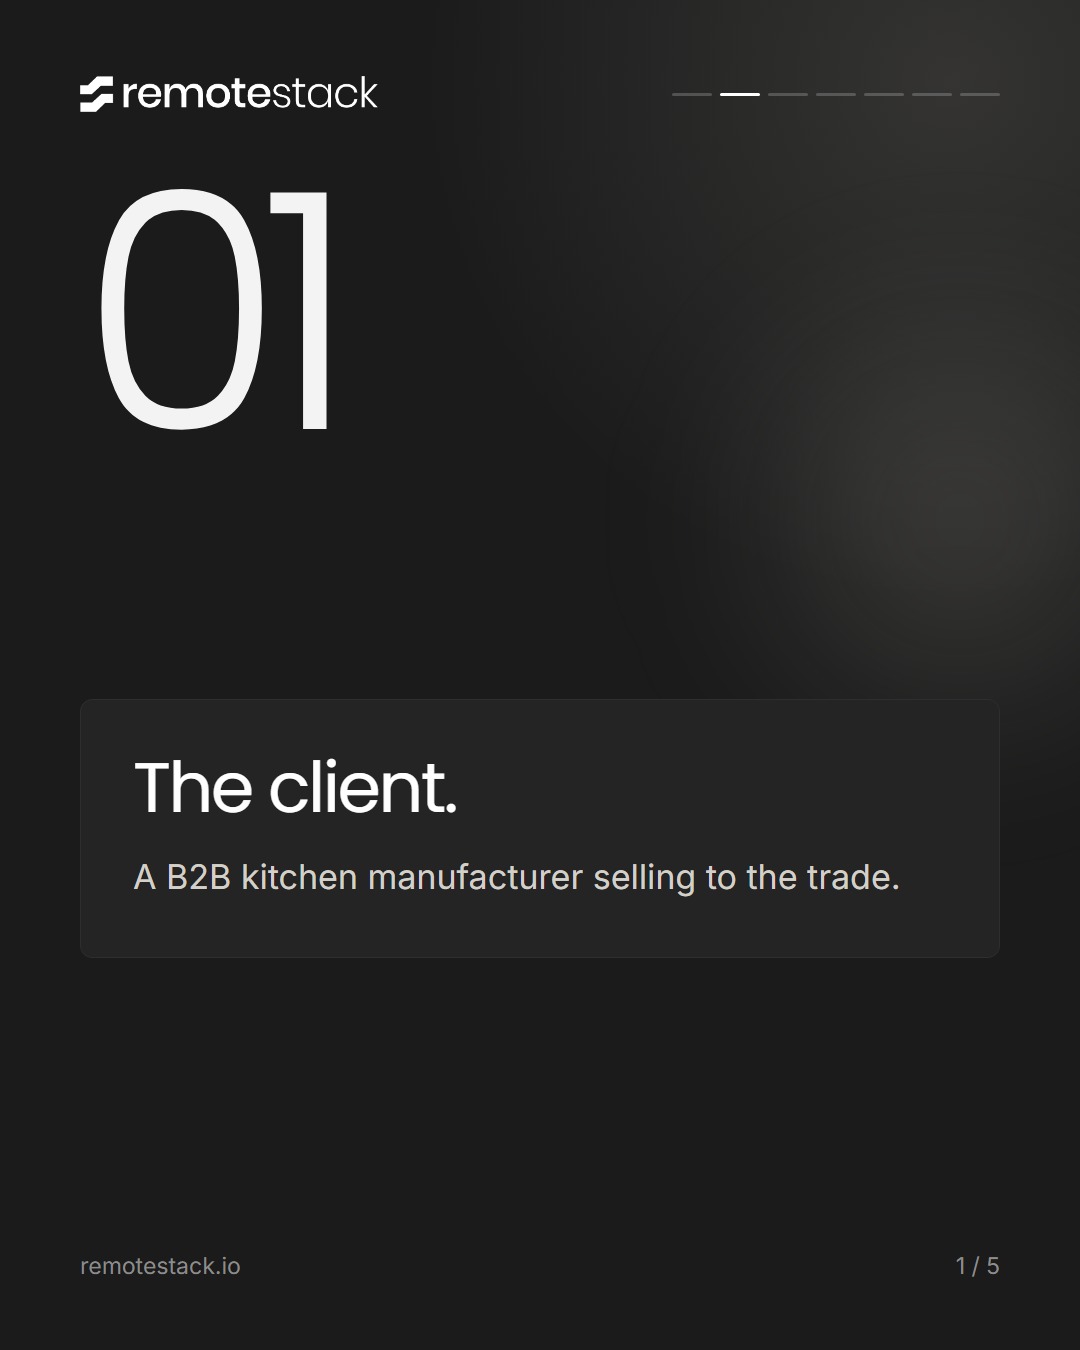 remotestack
01
The client.
A B2B kitchen manufacturer selling to the trade.
remotestack.io
1 / 5